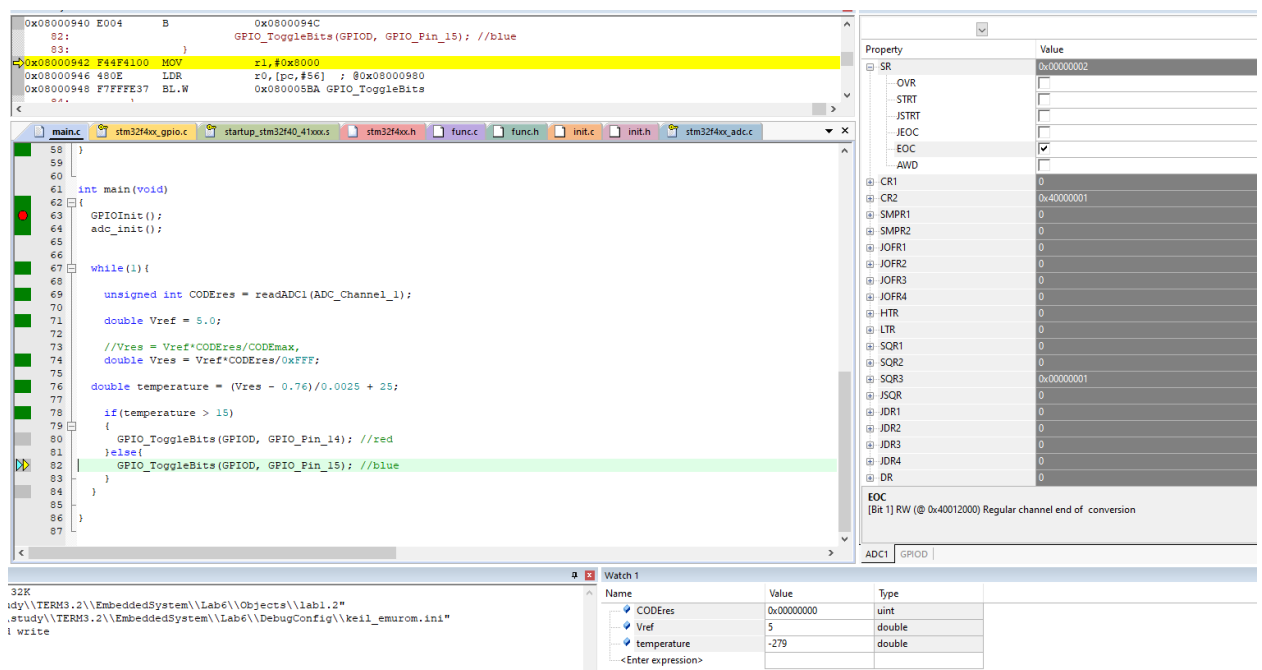 0x08000940 E004 B 0x0800094C
82: GPIO_ToggleBits(GPIOD, GPIO_Pin_15); //blue
83: }
0x08000942 F44F4100 MOV r1,#0x8000
0x08000946 480E LDR r0,[pc,#56] ; @0x08000980
0x08000948 F7FFFE37 BL.W 0x080005BA GPIO_ToggleBits
main.c stm32f4xx_gpio.c startup_stm32f40_41xxx.s stm32f4xx.h func.c func.h init.c init.h stm32f4xx_adc.c
58 }
59
60
61 int main(void)
62 {
63 GPIOInit();
64 adc_init();
65
66
67 while(1){
68
69 unsigned int CODEres = readADC1(ADC_Channel_1);
70
71 double Vref = 5.0;
72
73 //Vres = Vref*CODEres/CODEmax,
74 double Vres = Vref*CODEres/0xFFF;
75
76 double temperature = (Vres - 0.76)/0.0025 + 25;
77
78 if(temperature > 15)
79 {
80 GPIO_ToggleBits(GPIOD, GPIO_Pin_14); //red
81 }else{
82 GPIO_ToggleBits(GPIOD, GPIO_Pin_15); //blue
83 }
84 }
85
86 }
87
Property Value
SR 0x00000002
OVR
STRT
JSTRT
JEOC
EOC
AWD
CR1 0
CR2 0x40000001
SMPR1 0
SMPR2 0
JOFR1 0
JOFR2 0
JOFR3 0
JOFR4 0
HTR 0
LTR 0
SQR1 0
SQR2 0
SQR3 0x00000001
JSQR 0
JDR1 0
JDR2 0
JDR3 0
JDR4 0
DR 0
EOC
[Bit 1] RW (@ 0x40012000) Regular channel end of conversion
ADC1 GPIOD
32K
\\TERM3.2\\EmbeddedSystem\\Lab6\\Objects\\lab1.2"
study\\TERM3.2\\EmbeddedSystem\\Lab6\\DebugConfig\\keil_emurom.ini"
write
Watch 1
Name Value Type
CODEres 0x00000000 uint
Vref 5 double
temperature -279 double
<Enter expression>